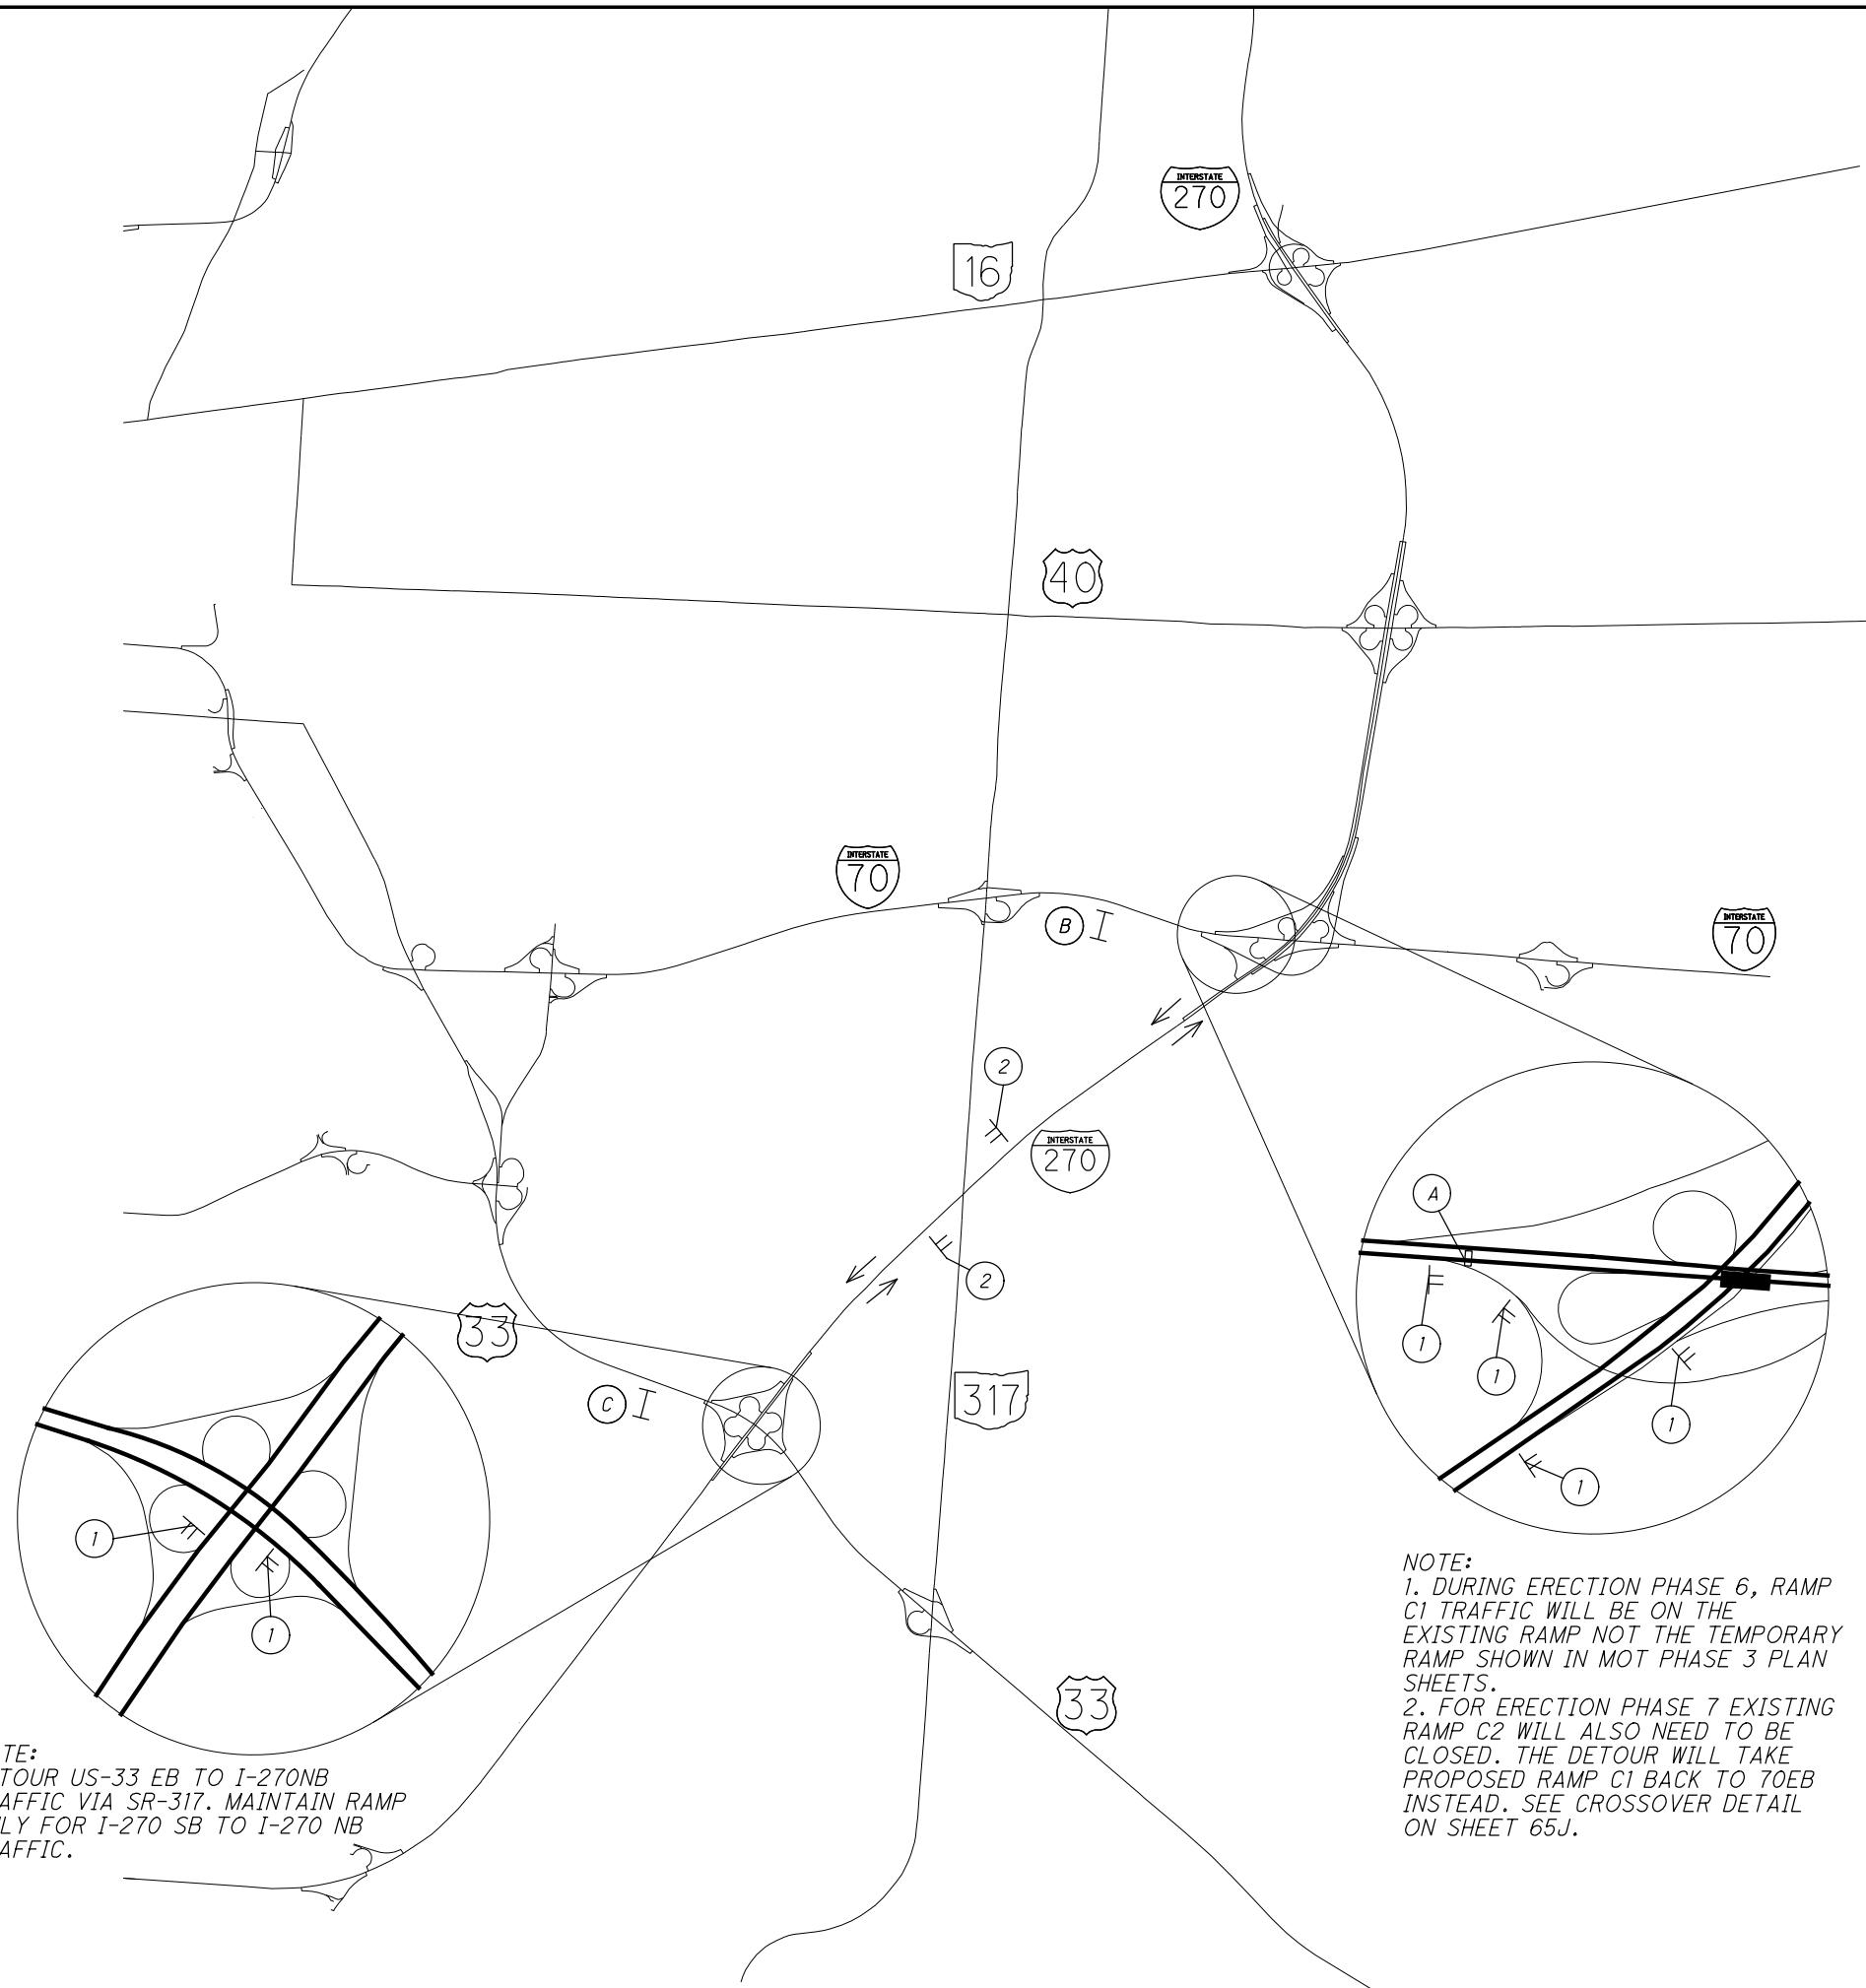 INTERSTATE
270
16
40
INTERSTATE
70
B
INTERSTATE
70
2
INTERSTATE
270
A
2
33
1
1
C
317
1
1
1
1
33
TE:
TOUR US-33 EB TO I-270NB
AFFIC VIA SR-317. MAINTAIN RAMP
LY FOR I-270 SB TO I-270 NB
AFFIC.
NOTE:
1. DURING ERECTION PHASE 6, RAMP
C1 TRAFFIC WILL BE ON THE
EXISTING RAMP NOT THE TEMPORARY
RAMP SHOWN IN MOT PHASE 3 PLAN
SHEETS.
2. FOR ERECTION PHASE 7 EXISTING
RAMP C2 WILL ALSO NEED TO BE
CLOSED. THE DETOUR WILL TAKE
PROPOSED RAMP C1 BACK TO 70EB
INSTEAD. SEE CROSSOVER DETAIL
ON SHEET 65J.